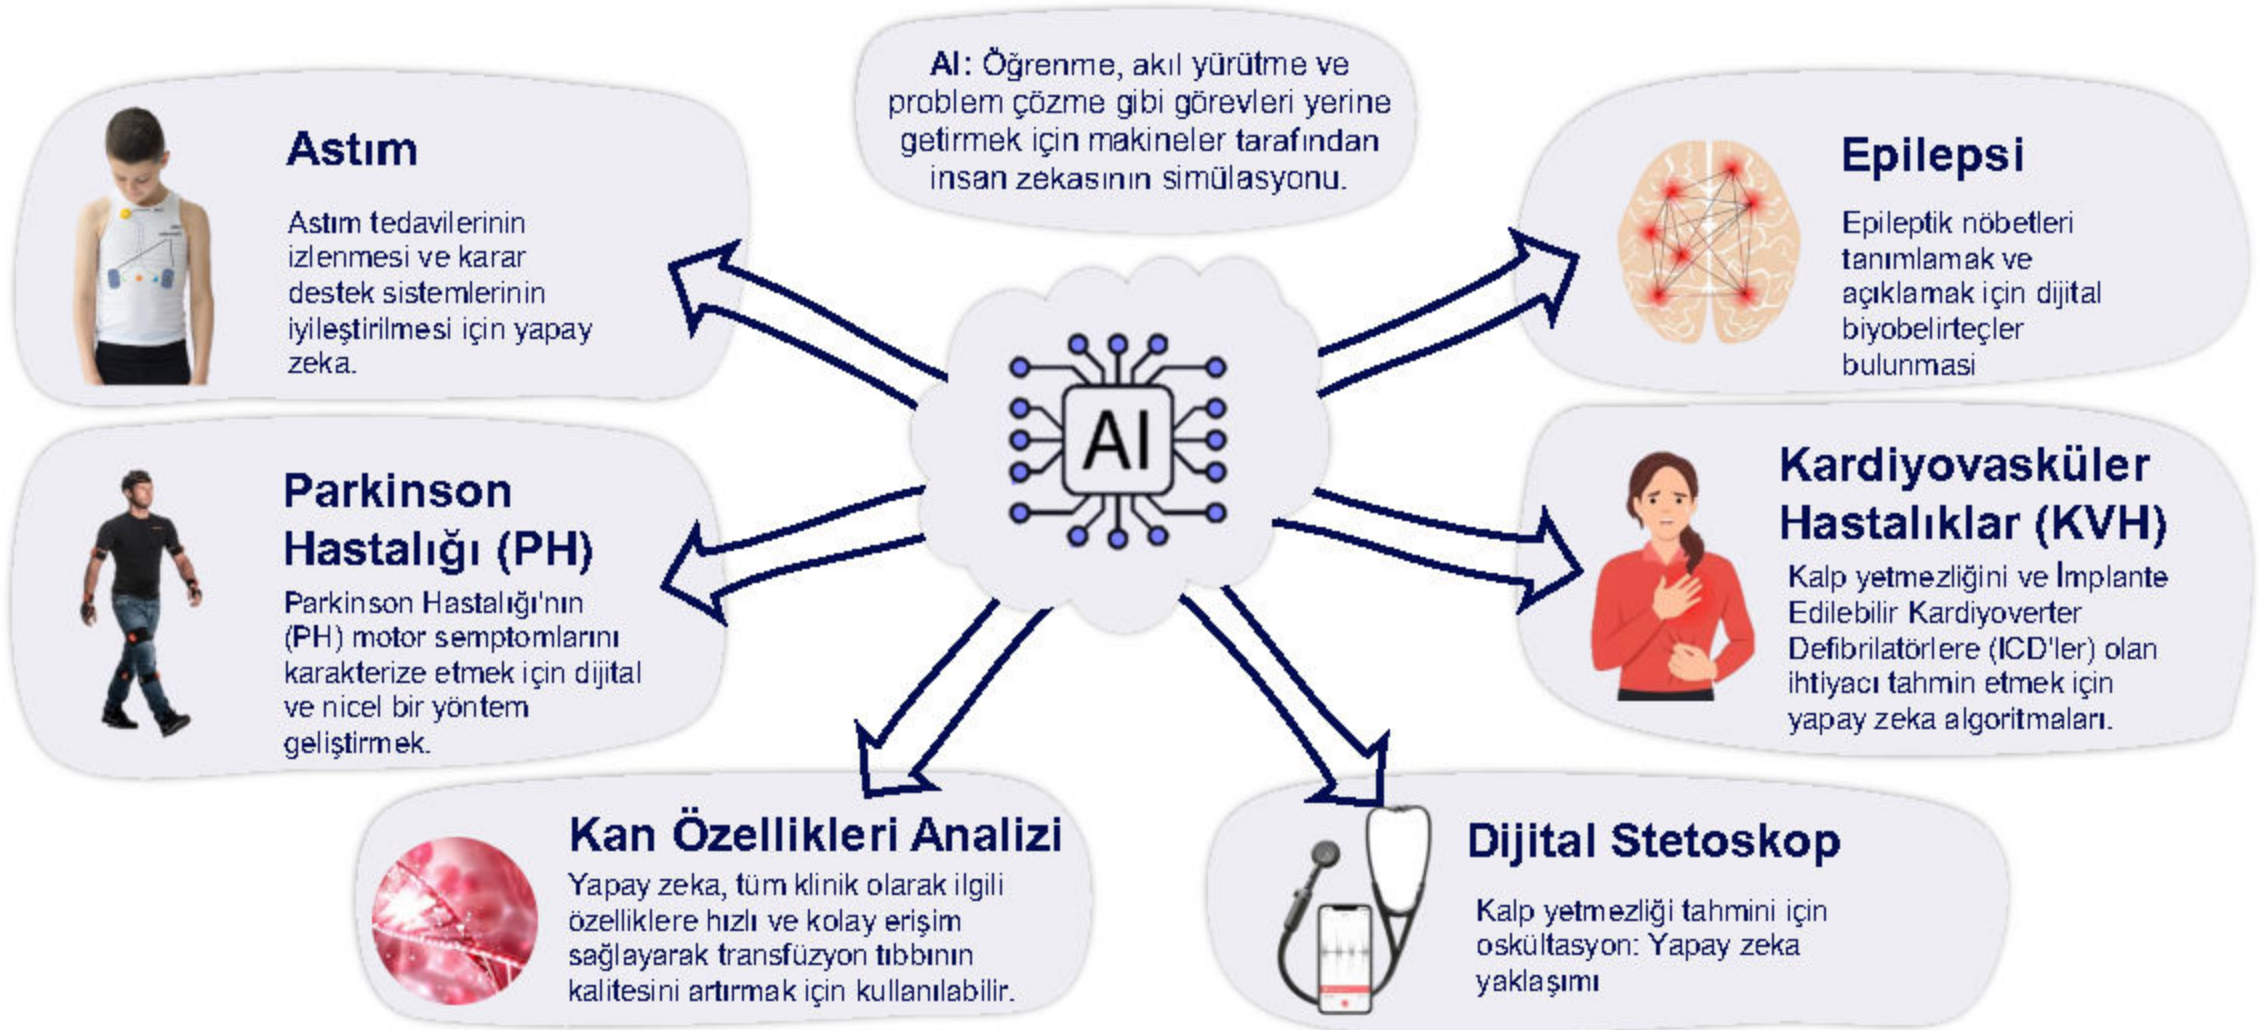 AI: Öğrenme, akıl yürütme ve
problem çözme gibi görevleri yerine
getirmek için makineler tarafından
insan zekasının simülasyonu.
Astım
Astım tedavilerinin
izlenmesi ve karar
destek sistemlerinin
iyileştirilmesi için yapay
zeka.
Epilepsi
Epileptik nöbetleri
tanımlamak ve
açıklamak için dijital
biyobelirteçler
bulunması
AI
Parkinson
Hastalığı (PH)
Parkinson Hastalığı'nın
(PH) motor semptomlarını
karakterize etmek için dijital
ve nicel bir yöntem
geliştirmek.
Kardiyovasküler
Hastalıklar (KVH)
Kalp yetmezliğini ve İmplante
Edilebilir Kardiyoverter
Defibrilatörlere (ICD'ler) olan
ihtiyacı tahmin etmek için
yapay zeka algoritmaları.
Kan Özellikleri Analizi
Yapay zeka, tüm klinik olarak ilgili
özelliklere hızlı ve kolay erişim
sağlayarak transfüzyon tıbbının
kalitesini artırmak için kullanılabilir.
Dijital Stetoskop
Kalp yetmezliği tahmini için
oskültasyon: Yapay zeka
yaklaşımı